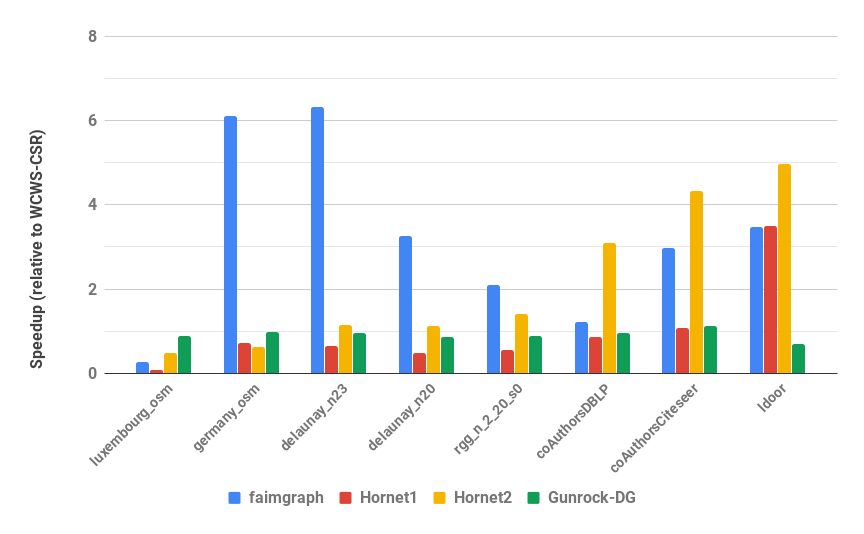 Speedup (relative to WCWS-CSR)
8
6
4
2
0
luxembourg_osm
germany_osm
delaunay_n23
delaunay_n20
rgg_n_2_20_s0
coAuthorsDBLP
coAuthorsCiteseer
ldoor
faimgraph Hornet1 Hornet2 Gunrock-DG